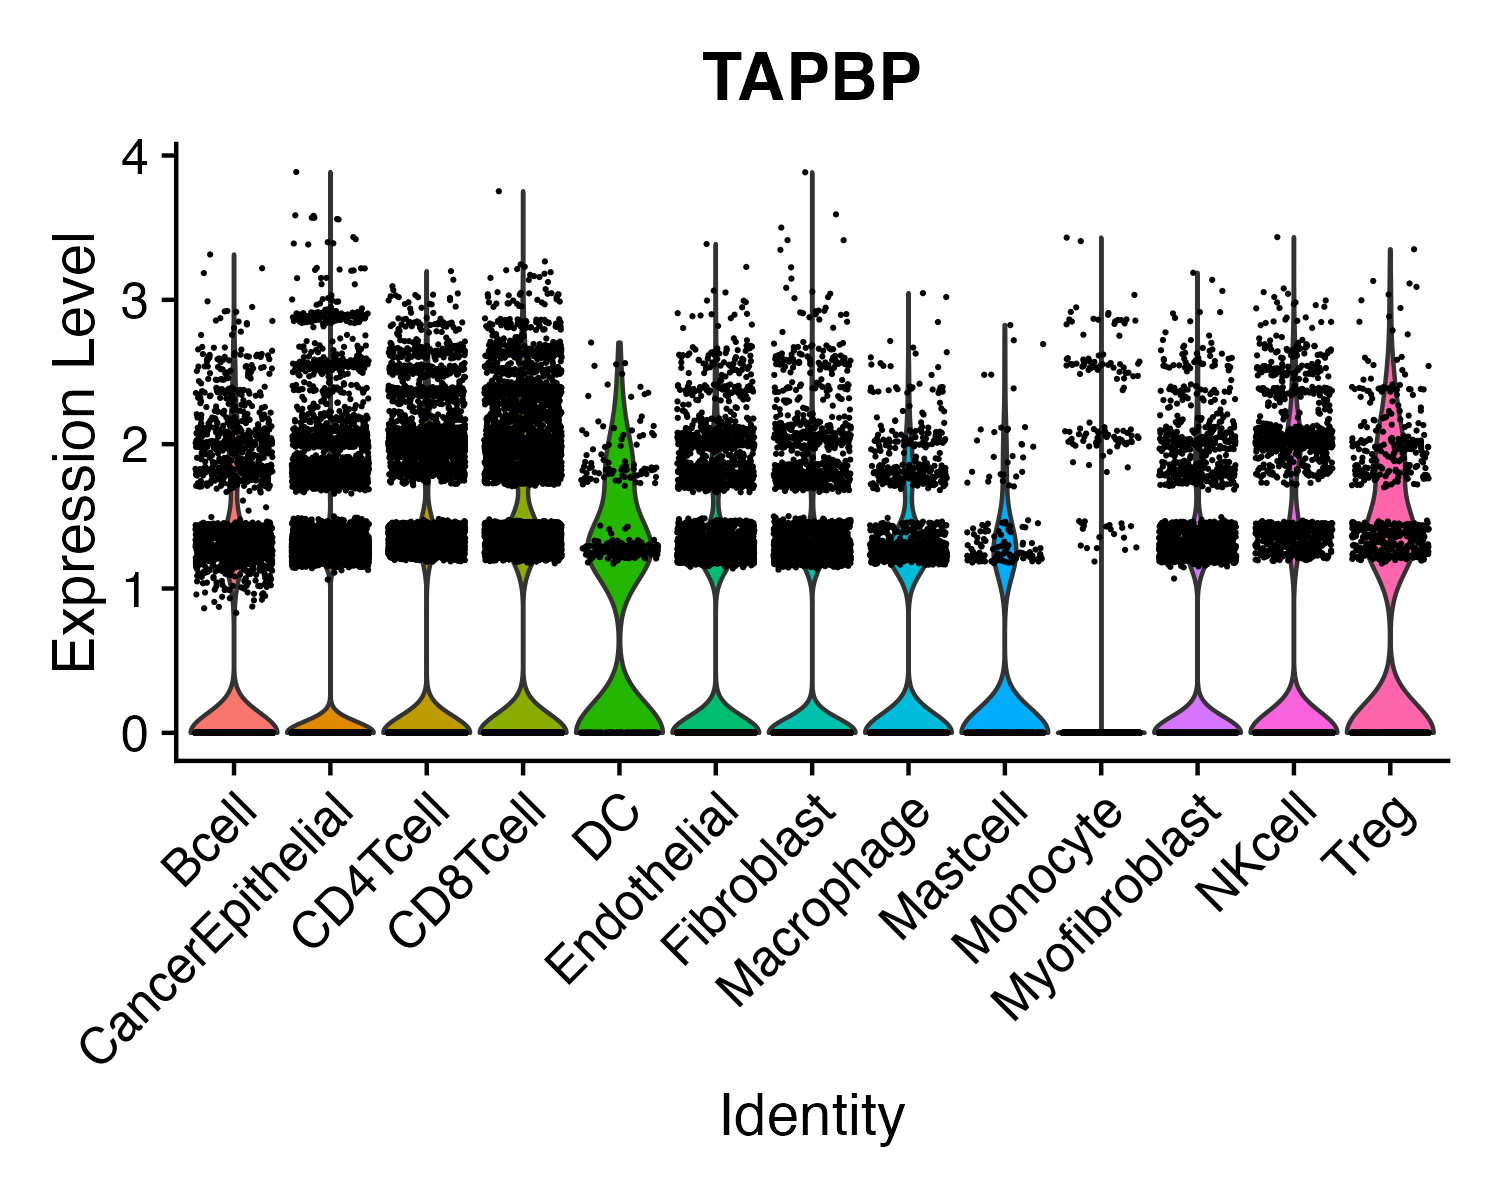 TAPBP
Expression Level
4
3
2
1
0
Bcell
CancerEpithelial
CD4Tcell
CD8Tcell
DC
Endothelial
Fibroblast
Macrophage
Mastcell
Monocyte
Myofibroblast
NKcell
Treg
Identity